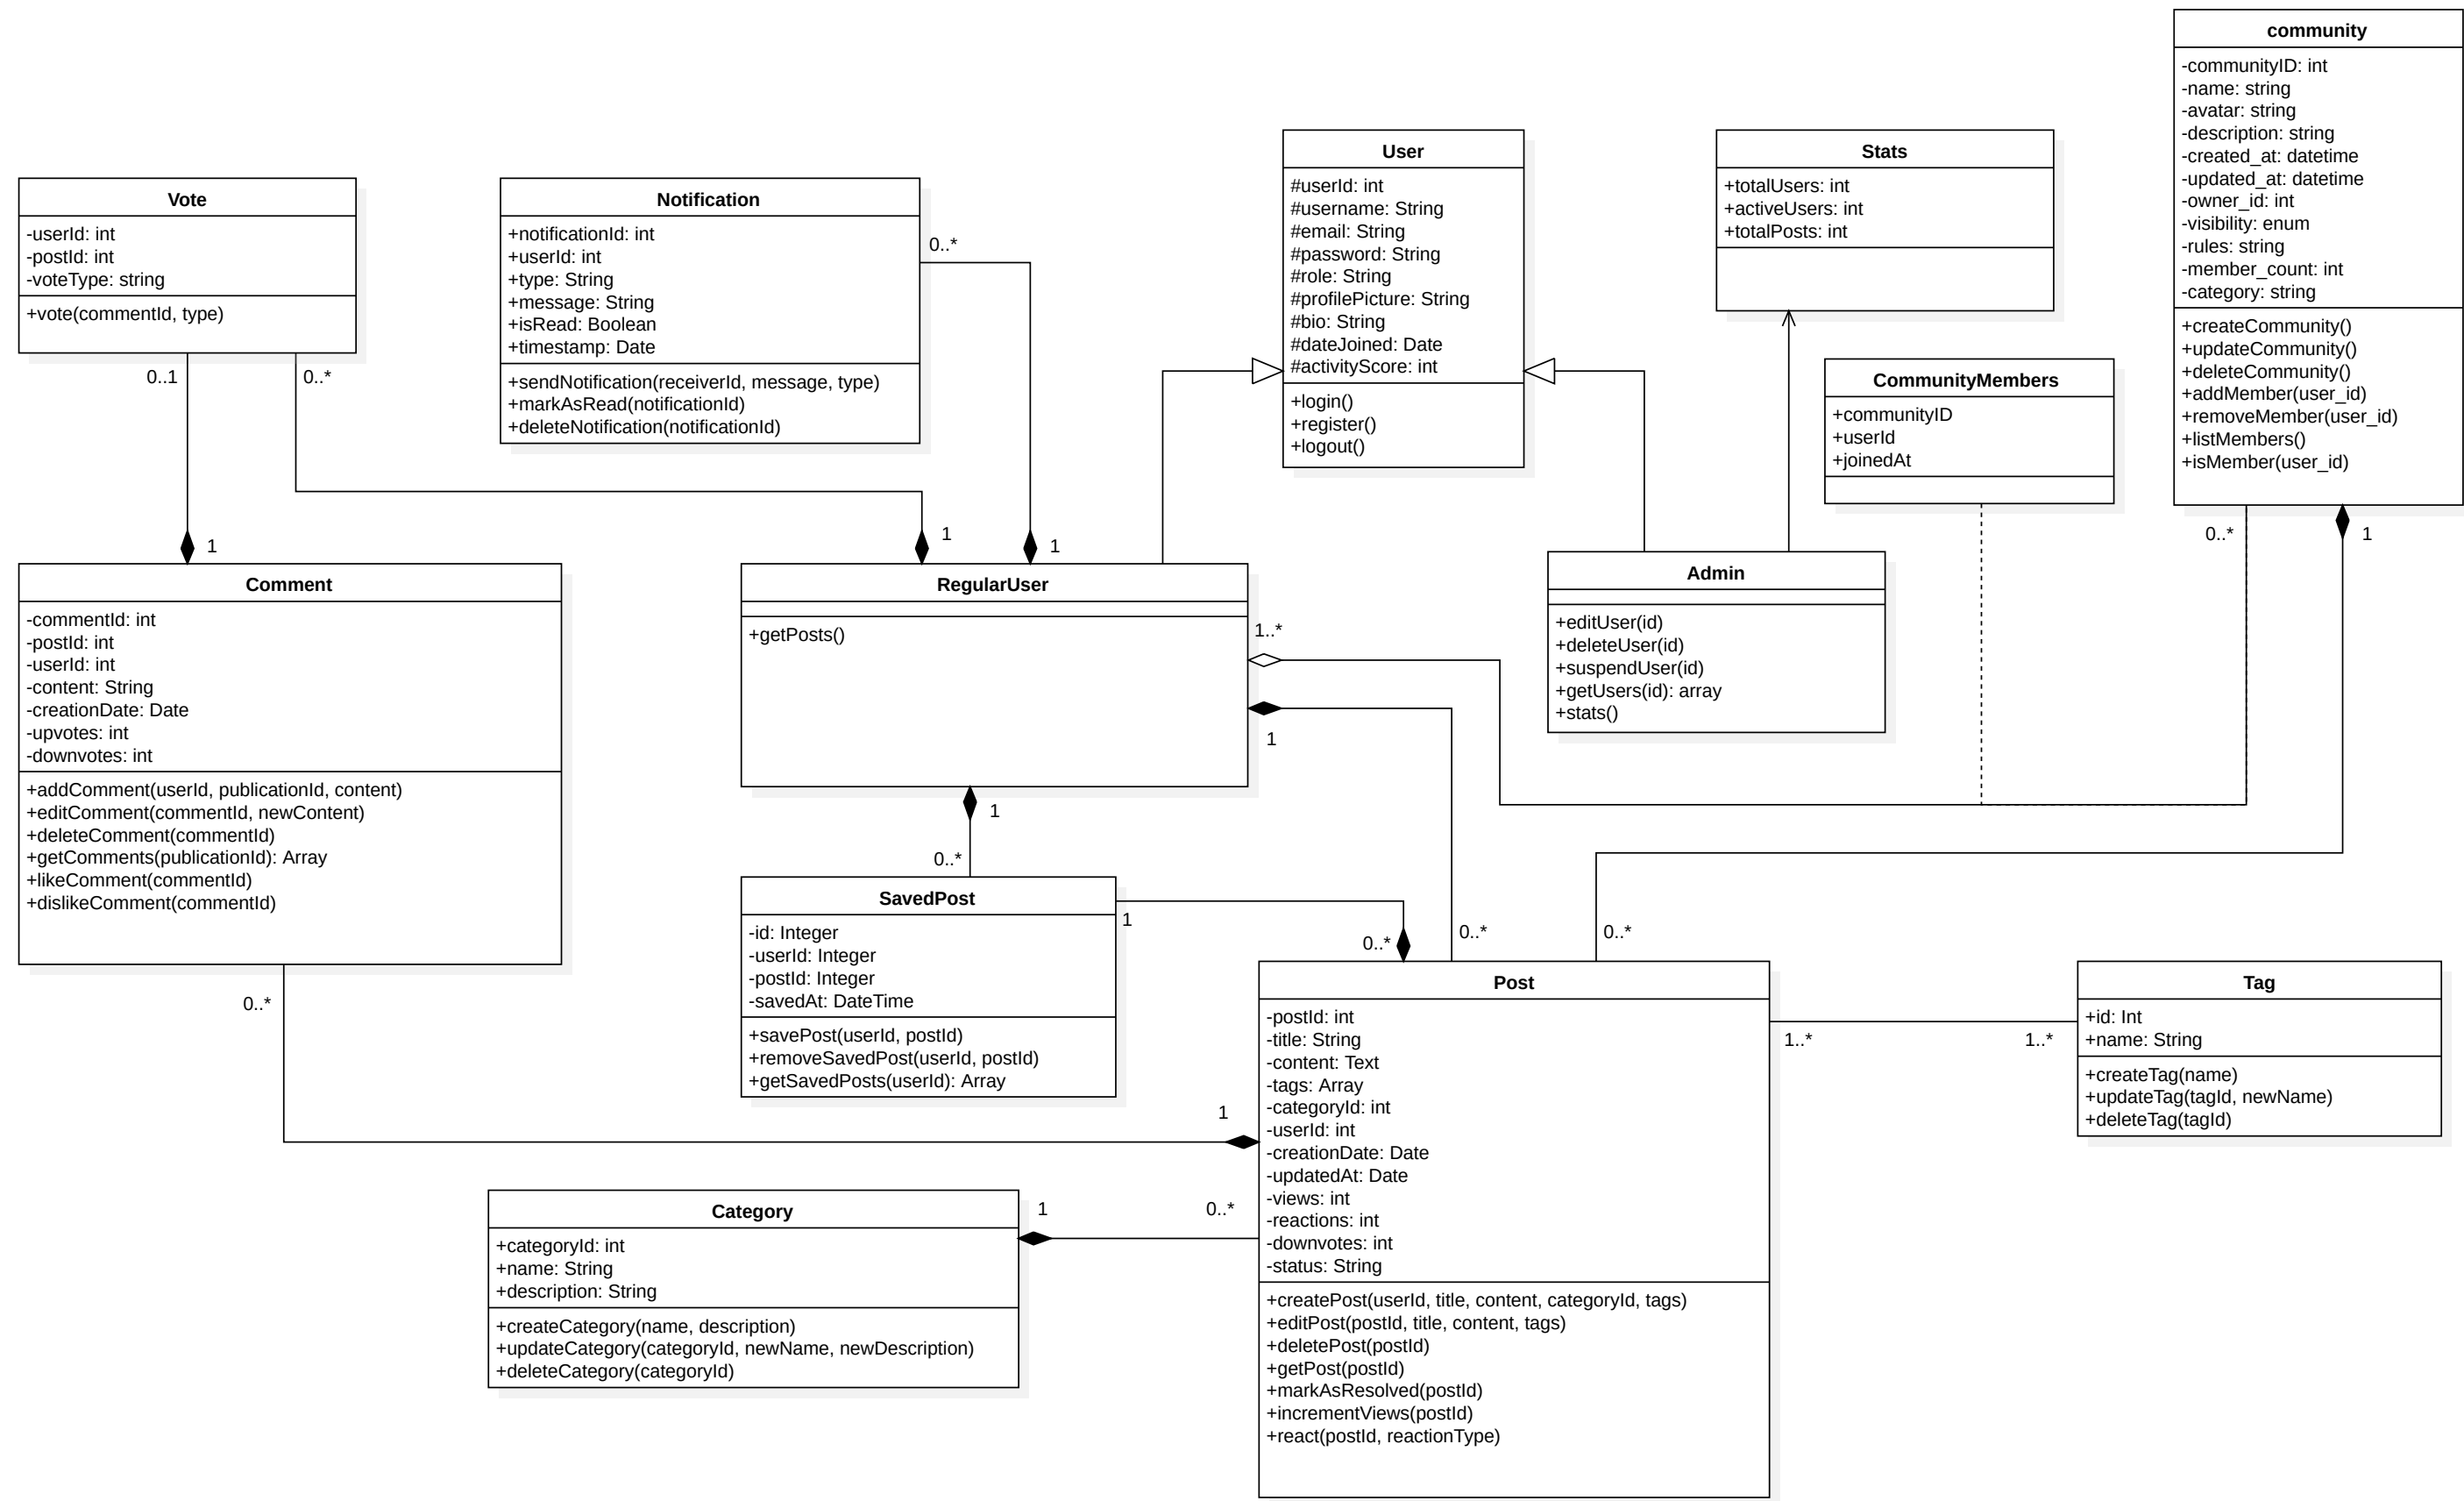 community
-communityID: int
-name: string
-avatar: string
-description: string
-created_at: datetime
-updated_at: datetime
-owner_id: int
-visibility: enum
-rules: string
-member_count: int
-category: string
+createCommunity()
+updateCommunity()
+deleteCommunity()
+addMember(user_id)
+removeMember(user_id)
+listMembers()
+isMember(user_id)
0..*
1
User
#userId: int
#username: String
#email: String
#password: String
#role: String
#profilePicture: String
#bio: String
#dateJoined: Date
#activityScore: int
+login()
+register()
+logout()
Stats
+totalUsers: int
+activeUsers: int
+totalPosts: int
Vote
-userId: int
-postId: int
-voteType: string
+vote(commentId, type)
0..1
0..*
1
Notification
+notificationId: int
+userId: int
+type: String
+message: String
+isRead: Boolean
+timestamp: Date
+sendNotification(receiverId, message, type)
+markAsRead(notificationId)
+deleteNotification(notificationId)
0..*
1
1
CommunityMembers
+communityID
+userId
+joinedAt
Comment
-commentId: int
-postId: int
-userId: int
-content: String
-creationDate: Date
-upvotes: int
-downvotes: int
+addComment(userId, publicationId, content)
+editComment(commentId, newContent)
+deleteComment(commentId)
+getComments(publicationId): Array
+likeComment(commentId)
+dislikeComment(commentId)
0..*
RegularUser
+getPosts()
1..*
1
1
0..*
Admin
+editUser(id)
+deleteUser(id)
+suspendUser(id)
+getUsers(id): array
+stats()
SavedPost
-id: Integer
-userId: Integer
-postId: Integer
-savedAt: DateTime
+savePost(userId, postId)
+removeSavedPost(userId, postId)
+getSavedPosts(userId): Array
1
0..*
0..*
0..*
Post
-postId: int
-title: String
-content: Text
-tags: Array
-categoryId: int
-userId: int
-creationDate: Date
-updatedAt: Date
-views: int
-reactions: int
-downvotes: int
-status: String
+createPost(userId, title, content, categoryId, tags)
+editPost(postId, title, content, tags)
+deletePost(postId)
+getPost(postId)
+markAsResolved(postId)
+incrementViews(postId)
+react(postId, reactionType)
1..*
1..*
Tag
+id: Int
+name: String
+createTag(name)
+updateTag(tagId, newName)
+deleteTag(tagId)
1
Category
+categoryId: int
+name: String
+description: String
+createCategory(name, description)
+updateCategory(categoryId, newName, newDescription)
+deleteCategory(categoryId)
1
0..*